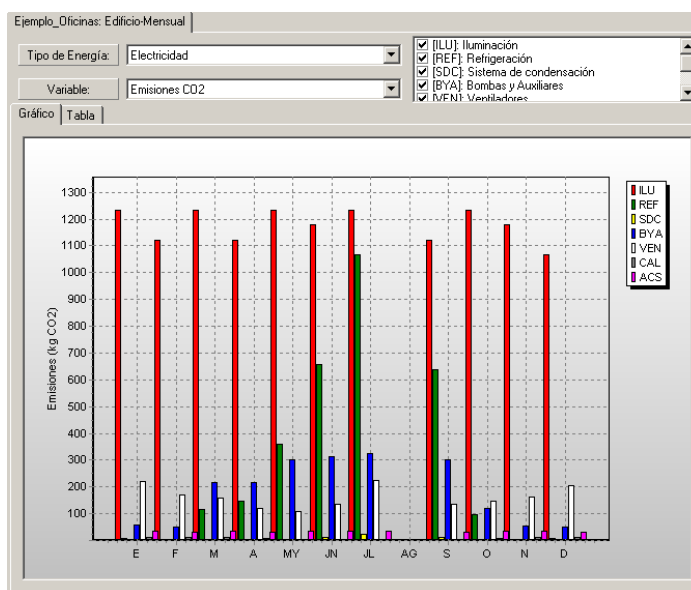 Ejemplo_Oficinas: Edificio-Mensual
Tipo de Energía:
Electricidad
Variable:
Emisiones CO2
[ILU]: Iluminación
[REF]: Refrigeración
[SDC]: Sistema de condensación
[BYA]: Bombas y Auxiliares
[VEN]: Ventiladores
Gráfico
Tabla
Emisiones (kg CO2)
1300
1200
1100
1000
900
800
700
600
500
400
300
200
100
E F M A MY JN JL AG S O N D
ILU
REF
SDC
BYA
VEN
CAL
ACS